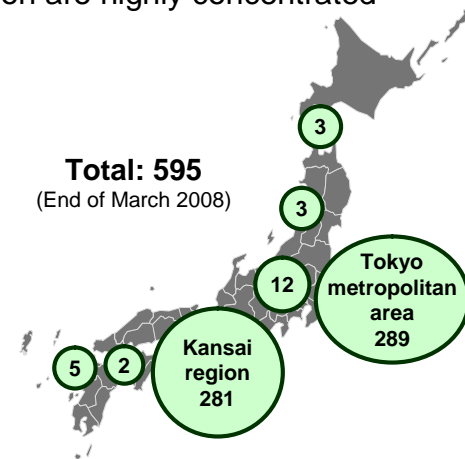 are highly concentrated
3
Total: 595
(End of March 2008)
3
12
Tokyo
metropolitan
area
289
5
2
Kansai
region
281